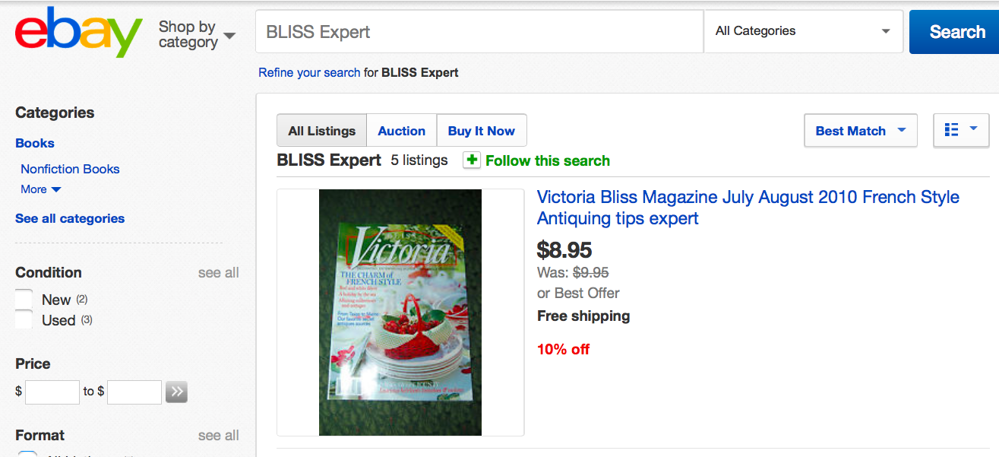 ebay
Shop by
category
BLISS Expert
All Categories
Search
Refine your search for BLISS Expert
Categories
Books
Nonfiction Books
More
See all categories
Condition see all
New (2)
Used (3)
Price
$ to $
Format see all
All Listings Auction Buy It Now
Best Match
BLISS Expert 5 listings Follow this search
Victoria
THE CHARM of
FRENCH STYLE
Victoria Bliss Magazine July August 2010 French Style
Antiquing tips expert
$8.95
Was: $9.95
or Best Offer
Free shipping
10% off